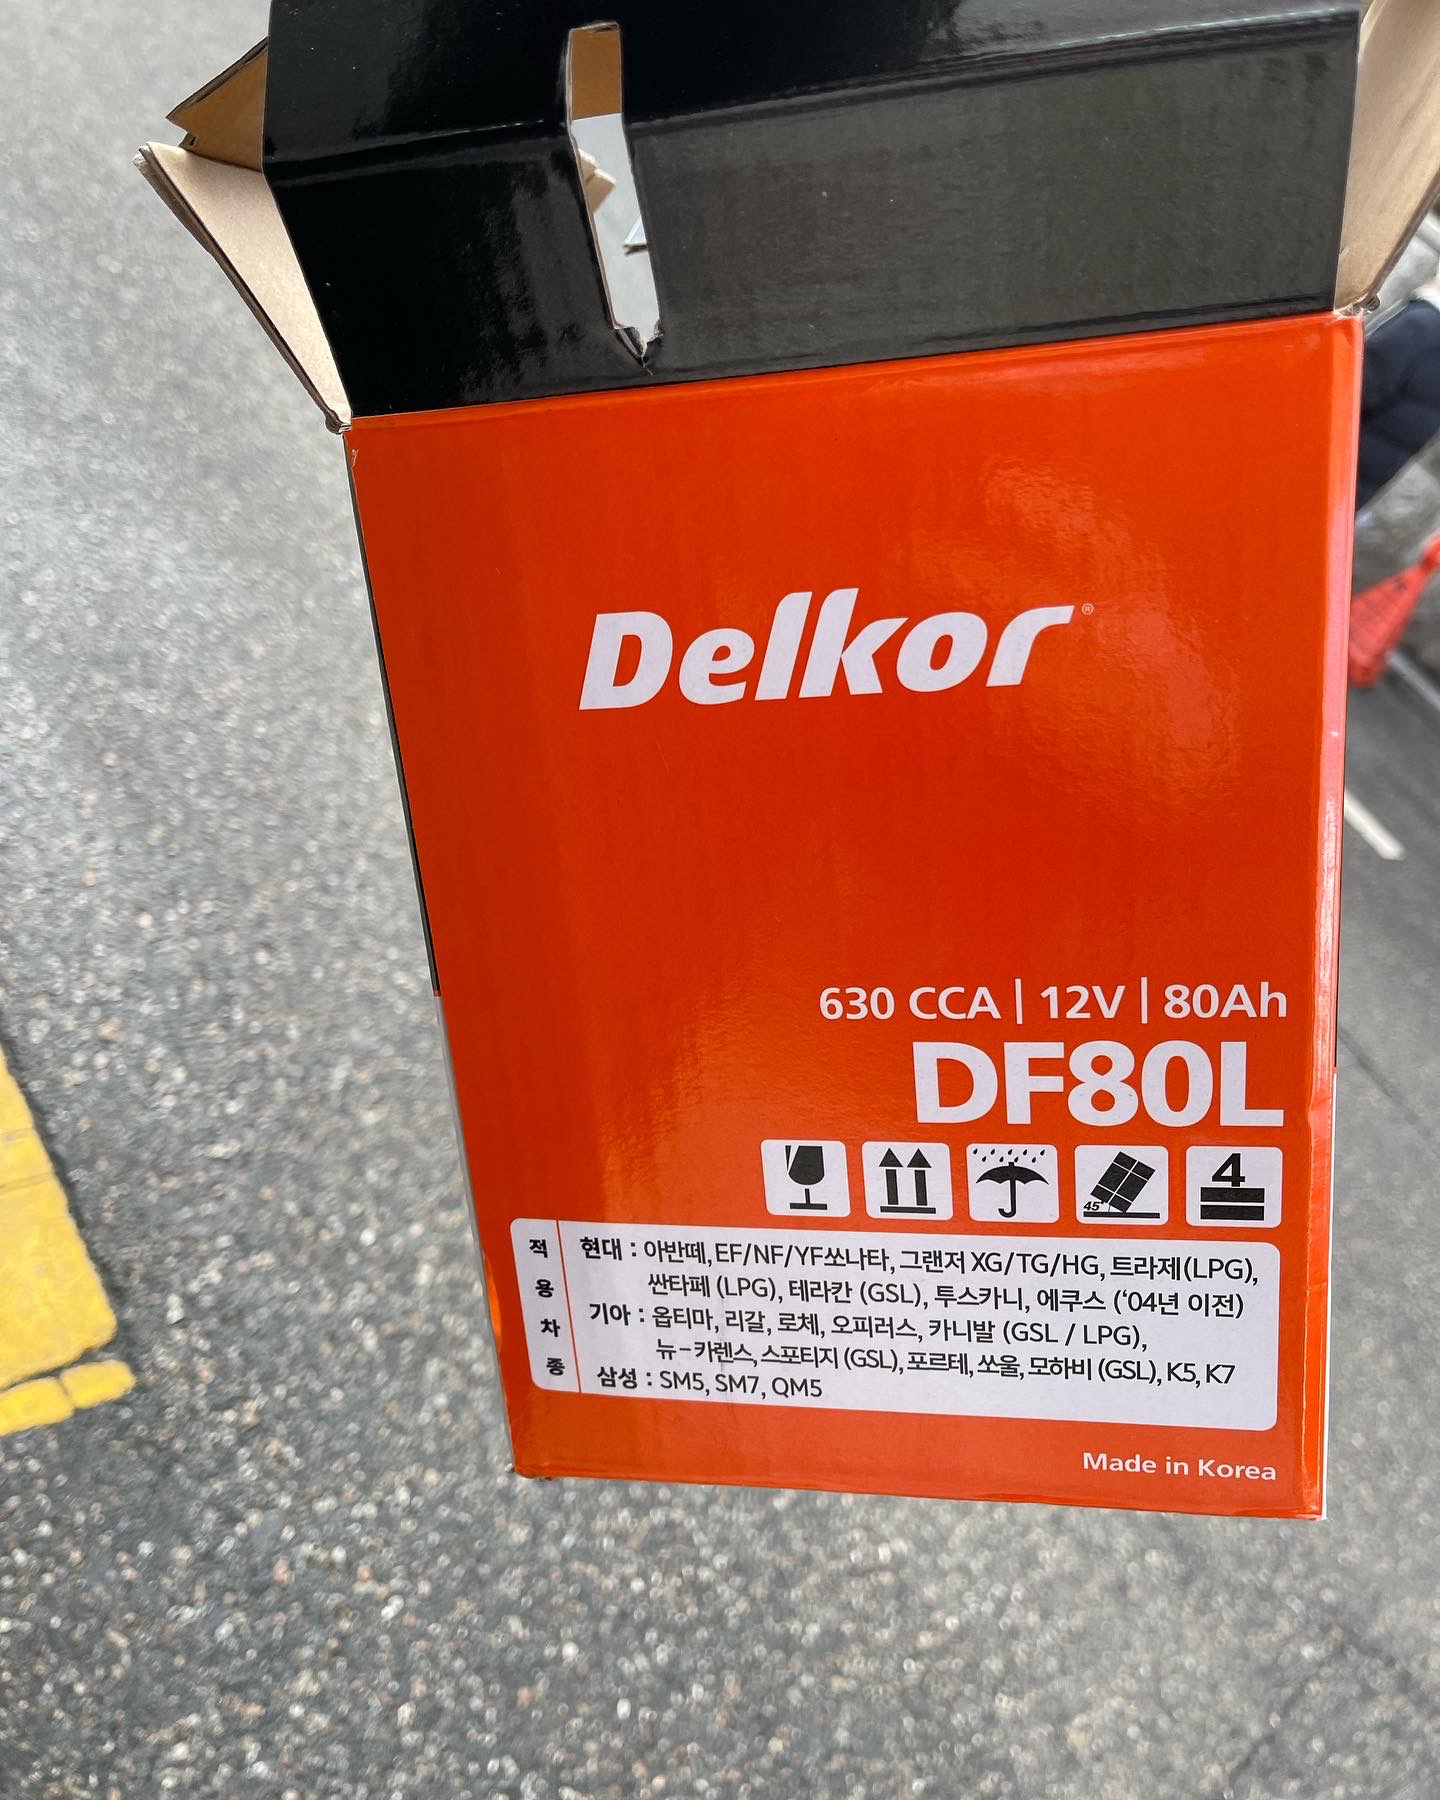 Delkor®
630 CCA | 12V | 80Ah
DF80L
45°
4
적용차종
현대 : 아반떼, EF/NF/YF쏘나타, 그랜저 XG/TG/HG, 트라제(LPG),
싼타페 (LPG), 테라칸 (GSL), 투스카니, 에쿠스 (‘04년 이전)
기아 : 옵티마, 리갈, 로체, 오피러스, 카니발 (GSL / LPG),
뉴-카렌스, 스포티지 (GSL), 포르테, 쏘울, 모하비 (GSL), K5, K7
삼성 : SM5, SM7, QM5
Made in Korea